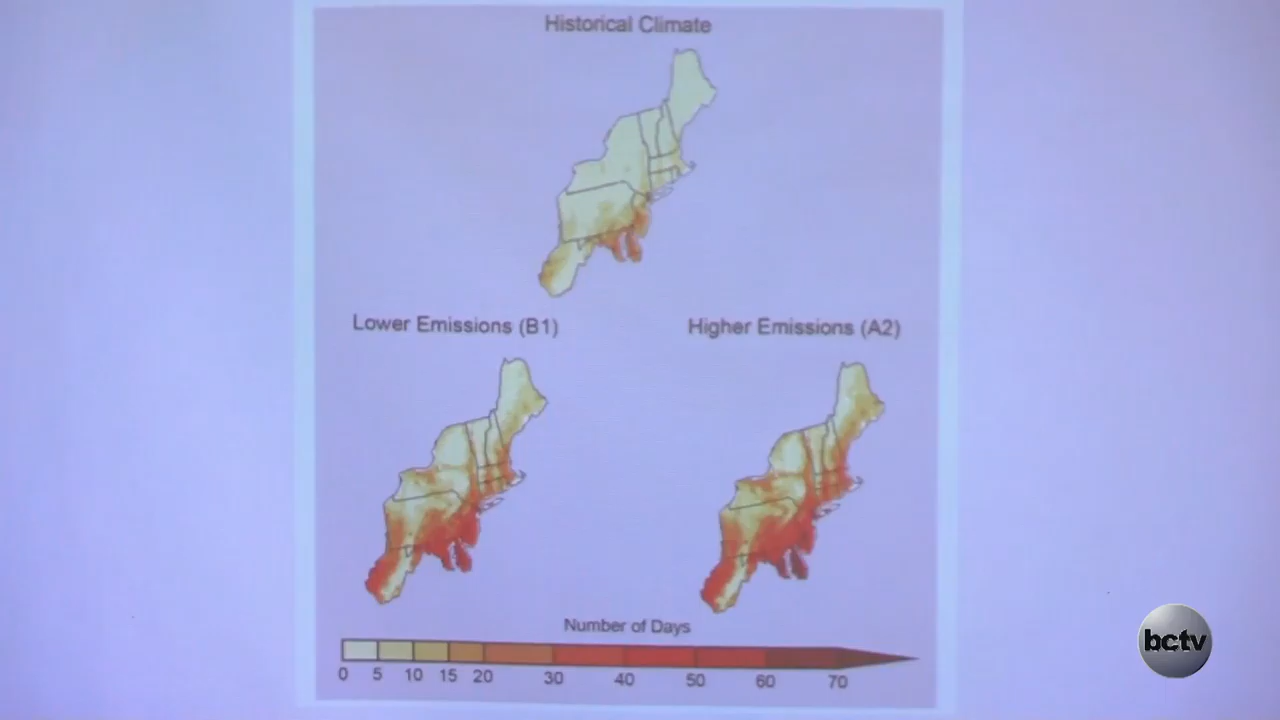 Historical Climate
Lower Emissions (B1)
Higher Emissions (A2)
Number of Days
0 5 10 15 20 30 40 50 60 70
bctv